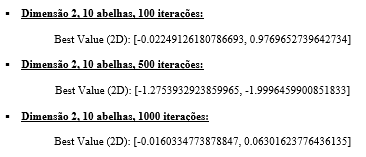 ▪ Dimensão 2, 10 abelhas, 100 iterações:
Best Value (2D): [-0.02249126180786693, 0.9769652739642734]
▪ Dimensão 2, 10 abelhas, 500 iterações:
Best Value (2D): [-1.2753932923859965, -1.9996459900851833]
▪ Dimensão 2, 10 abelhas, 1000 iterações:
Best Value (2D): [-0.0160334773878847, 0.06301623776436135]